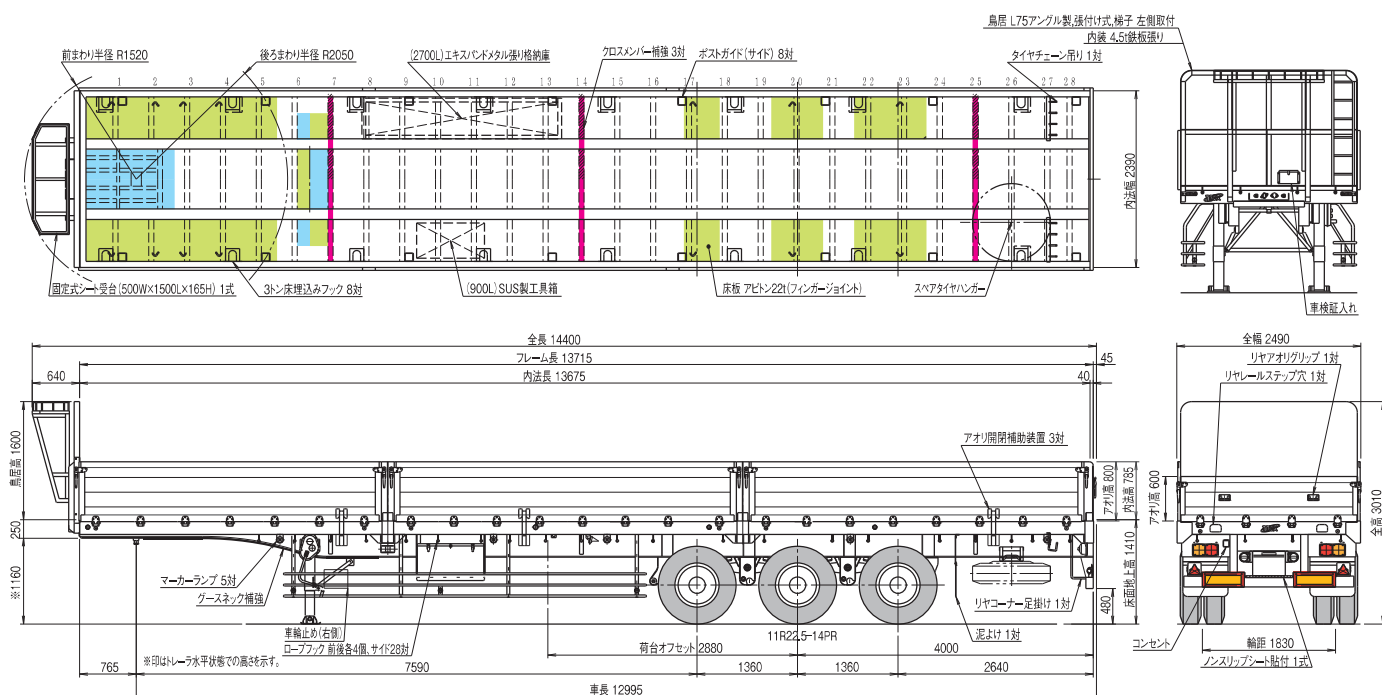 鳥居 L75アングル製,張付け式,梯子 左側取付
内装 4.5t鉄板張り
前まわり半径 R1520
後ろまわり半径 R2050
(2700L)エキスパンドメタル張り格納庫
クロスメンバー補強 3対
ポストガイド(サイド) 8対
タイヤチェーン吊り 1対
1 2 3 4 5 6 7 8 9 10 11 12 13 14 15 16 17 18 19 20 21 22 23 24 25 26 27 28
内法幅 2390
固定式シート受台(500W×1500L×165H) 1式
3トン床埋込みフック 8対
(900L)SUS製工具箱
床板 アピトン22t(フィンガージョイント)
スペアタイヤハンガー
車検証入れ
全長 14400
フレーム長 13715
45
640
内法長 13675
40
全幅 2490
リヤアオリグリップ 1対
リヤレールステップ穴 1対
鳥居高 1600
アオリ開閉補助装置 3対
アオリ高 800
内法高 785
アオリ高 600
全高 3010
250
※1160
マーカーランプ 5対
グースネック補強
床面地上高 1410
480
リヤコーナー足掛け 1対
車輪止め(右側)
ロープフック 前後各4個、サイド28対
11R22.5-14PR
泥よけ 1対
コンセント
輪距 1830
ノンスリップシート貼付 1式
荷台オフセット 2880
4000
765
※印はトレーラ水平状態での高さを示す。
7590
1360
1360
2640
車長 12995